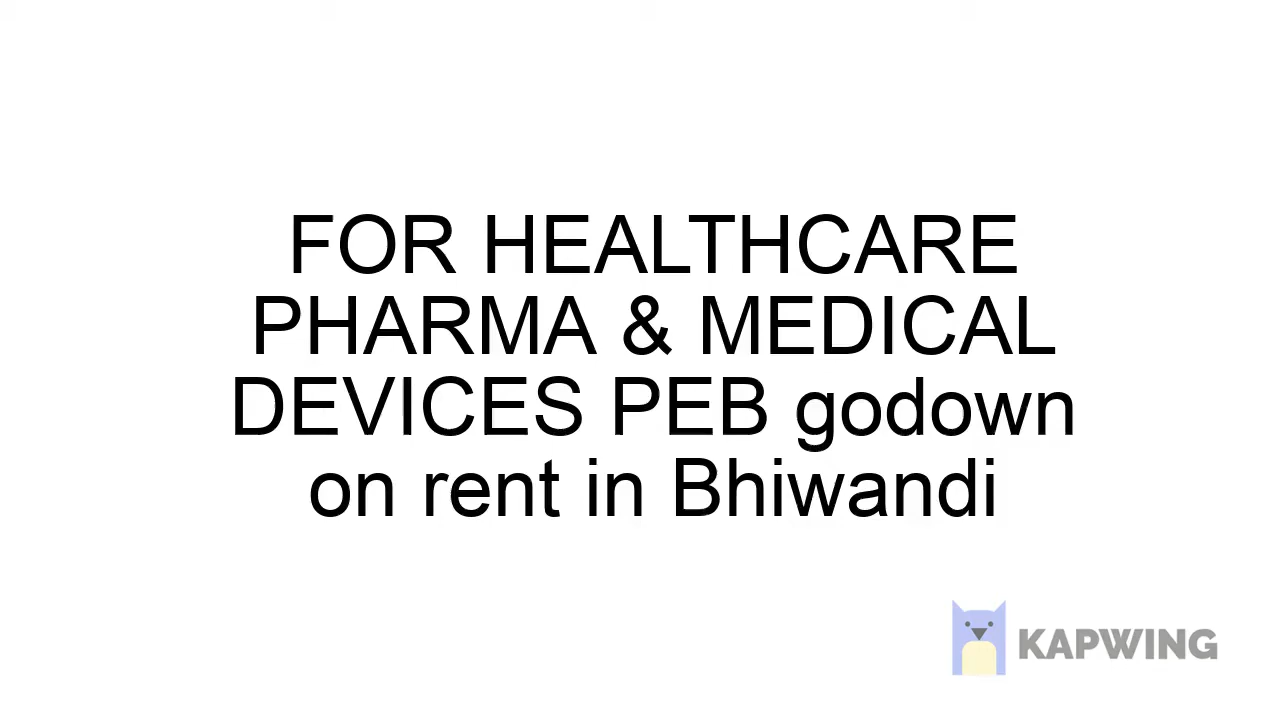 FOR HEALTHCARE
PHARMA & MEDICAL
DEVICES PEB godown
on rent in Bhiwandi
KAPWING